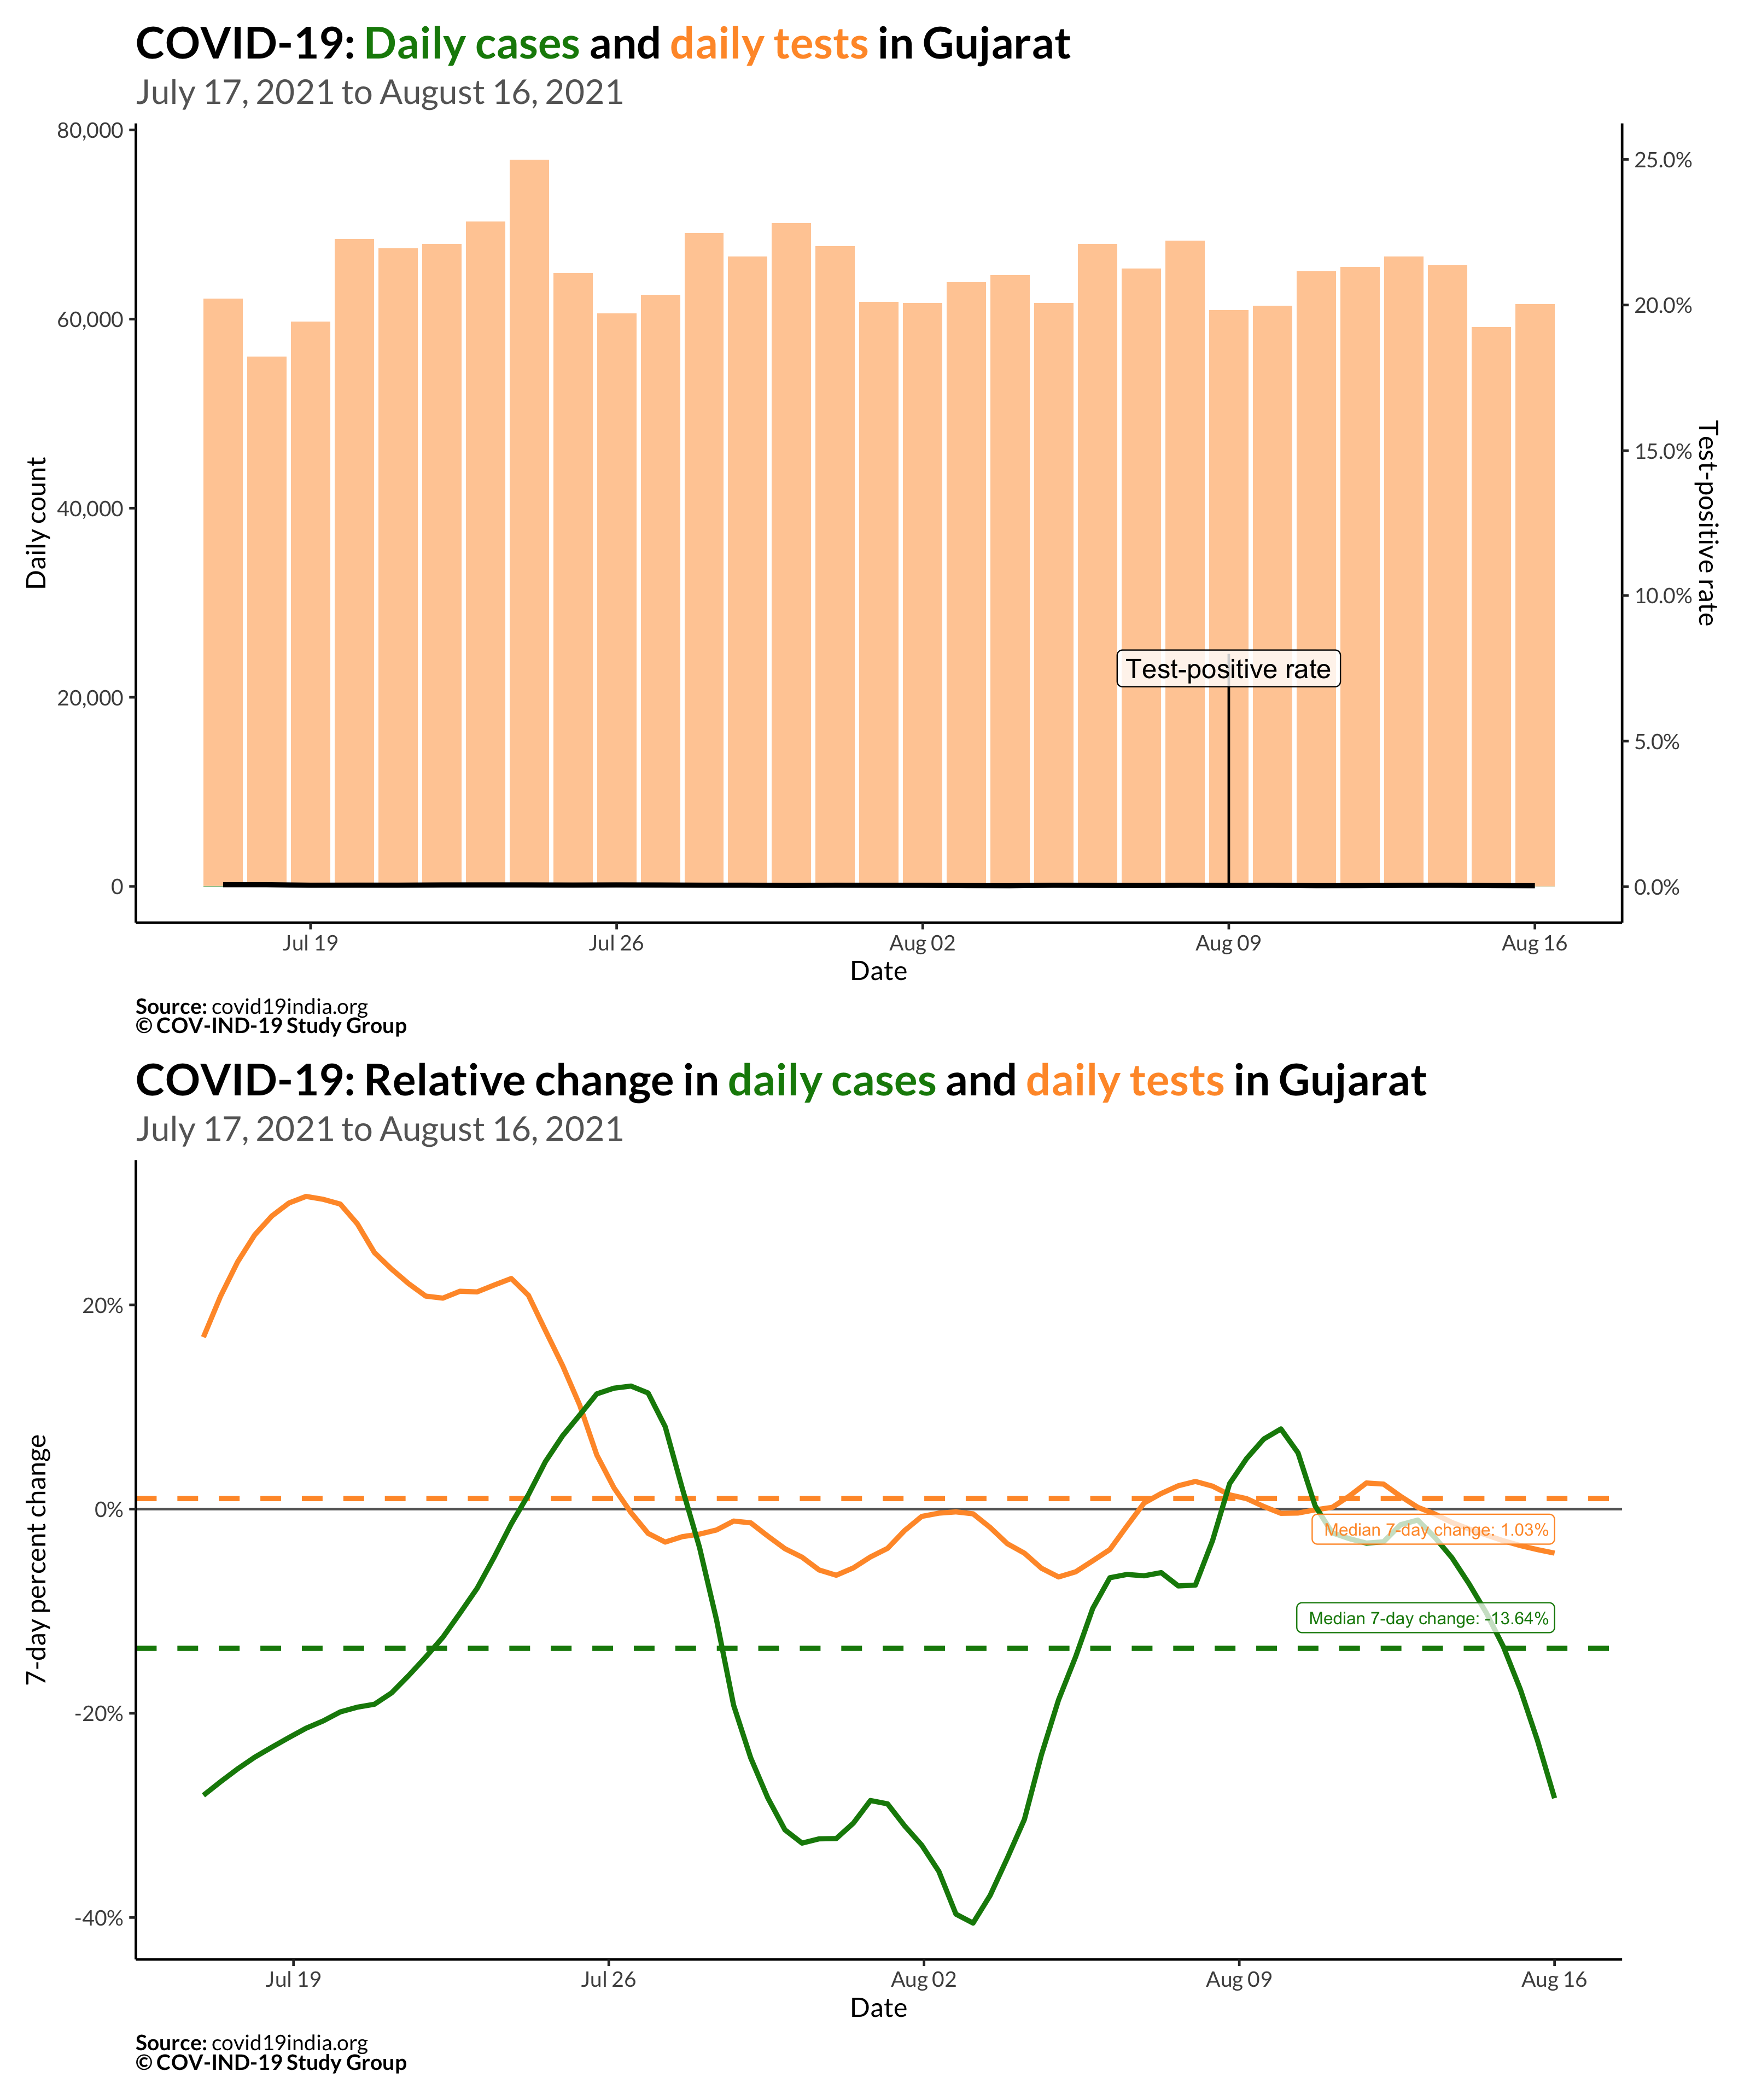 COVID-19: Daily cases and daily tests in Gujarat
July 17, 2021 to August 16, 2021
80,000
60,000
40,000
20,000
0
Daily count
25.0%
20.0%
15.0%
10.0%
5.0%
0.0%
Test-positive rate
Test-positive rate
Jul 19
Jul 26
Aug 02
Aug 09
Aug 16
Date
Source: covid19india.org
© COV-IND-19 Study Group
COVID-19: Relative change in daily cases and daily tests in Gujarat
July 17, 2021 to August 16, 2021
20%
0%
-20%
-40%
7-day percent change
Median 7-day change: 1.03%
Median 7-day change: -13.64%
Jul 19
Jul 26
Aug 02
Aug 09
Aug 16
Date
Source: covid19india.org
© COV-IND-19 Study Group